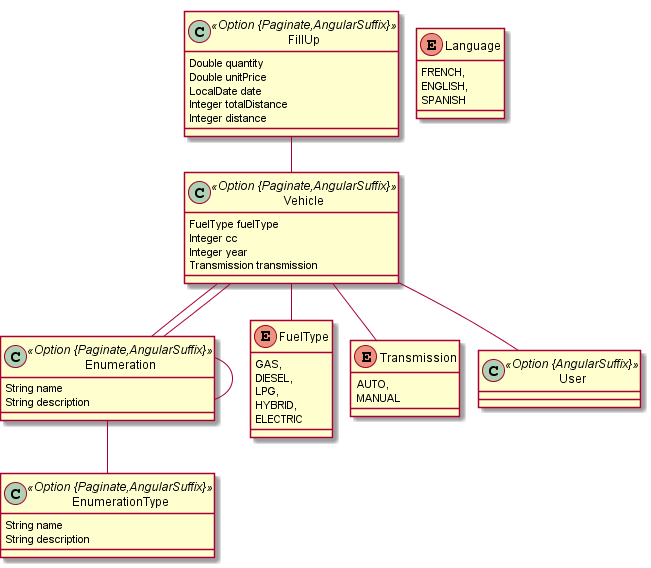 C
«Option {Paginate,AngularSuffix}»
FillUp
Double quantity
Double unitPrice
LocalDate date
Integer totalDistance
Integer distance
E
Language
FRENCH,
ENGLISH,
SPANISH
C
«Option {Paginate,AngularSuffix}»
Vehicle
FuelType fuelType
Integer cc
Integer year
Transmission transmission
C
«Option {Paginate,AngularSuffix}»
Enumeration
String name
String description
E
FuelType
GAS,
DIESEL,
LPG,
HYBRID,
ELECTRIC
E
Transmission
AUTO,
MANUAL
C
«Option {AngularSuffix}»
User
C
«Option {Paginate,AngularSuffix}»
EnumerationType
String name
String description